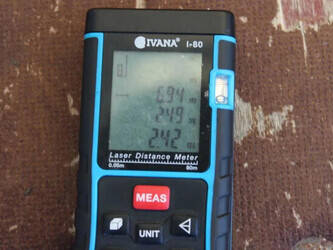 IVANA® I-80
6.94
2.49
2.42
Laser Distance Meter
0.05m 80m
MEAS
UNIT